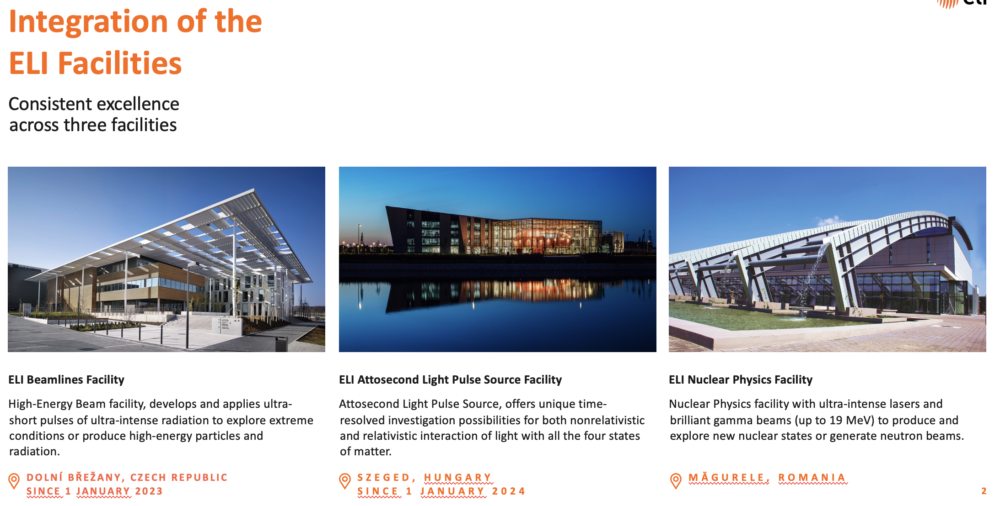 eli
Integration of the
ELI Facilities
Consistent excellence
across three facilities
ELI Beamlines Facility
High-Energy Beam facility, develops and applies ultra-
short pulses of ultra-intense radiation to explore extreme
conditions or produce high-energy particles and
radiation.
DOLNÍ BŘEŽANY, CZECH REPUBLIC
SINCE 1 JANUARY 2023
ELI Attosecond Light Pulse Source Facility
Attosecond Light Pulse Source, offers unique time-
resolved investigation possibilities for both nonrelativistic
and relativistic interaction of light with all the four states
of matter.
SZEGED, HUNGARY
SINCE 1 JANUARY 2024
ELI Nuclear Physics Facility
Nuclear Physics facility with ultra-intense lasers and
brilliant gamma beams (up to 19 MeV) to produce and
explore new nuclear states or generate neutron beams.
MĂGURELE, ROMANIA
2